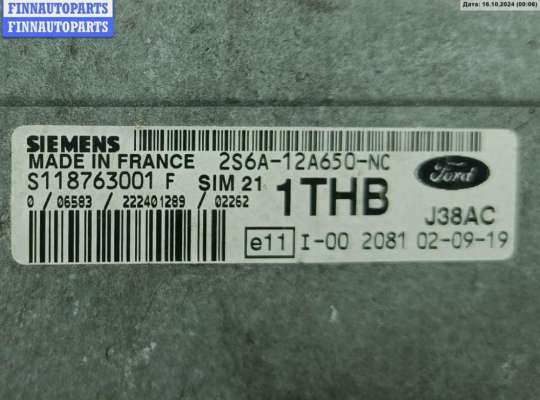 FINNAUTOPARTS
FINNAUTOPARTS
Дата: 16.10.2024 (00:06)
SIEMENS
MADE IN FRANCE 2S6A-12A650-NC
S118763001 F SIM 21 1THB Ford
0 / 06583 / 222401289 / 02262
J38AC
e11 I-00 2081 02-09-19